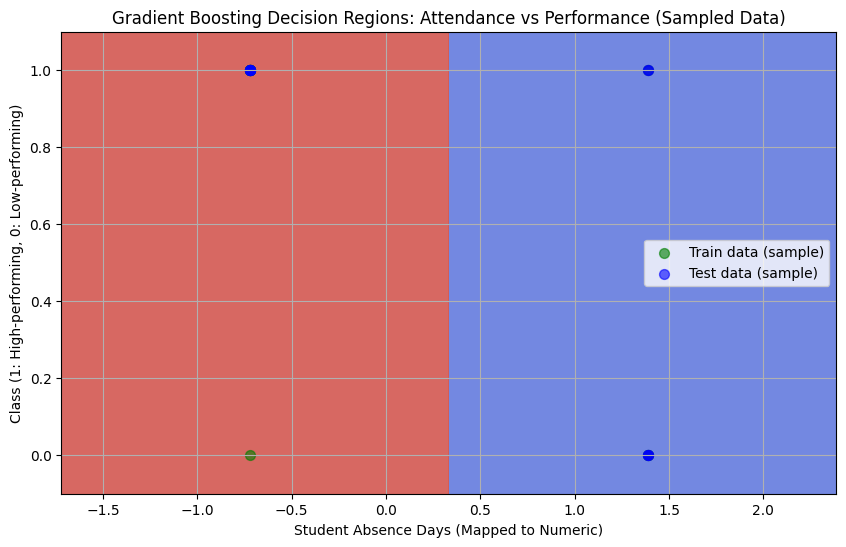 Gradient Boosting Decision Regions: Attendance vs Performance (Sampled Data)
Class (1: High-performing, 0: Low-performing)
1.0
0.8
0.6
0.4
0.2
0.0
Train data (sample)
Test data (sample)
−1.5
−1.0
−0.5
0.0
0.5
1.0
1.5
2.0
Student Absence Days (Mapped to Numeric)